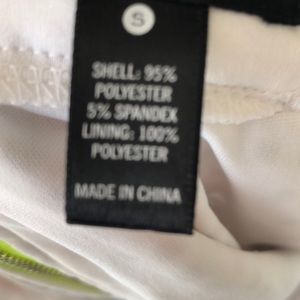 S
SHELL: 95%
POLYESTER
5% SPANDEX
LINING: 100%
POLYESTER
MADE IN CHINA